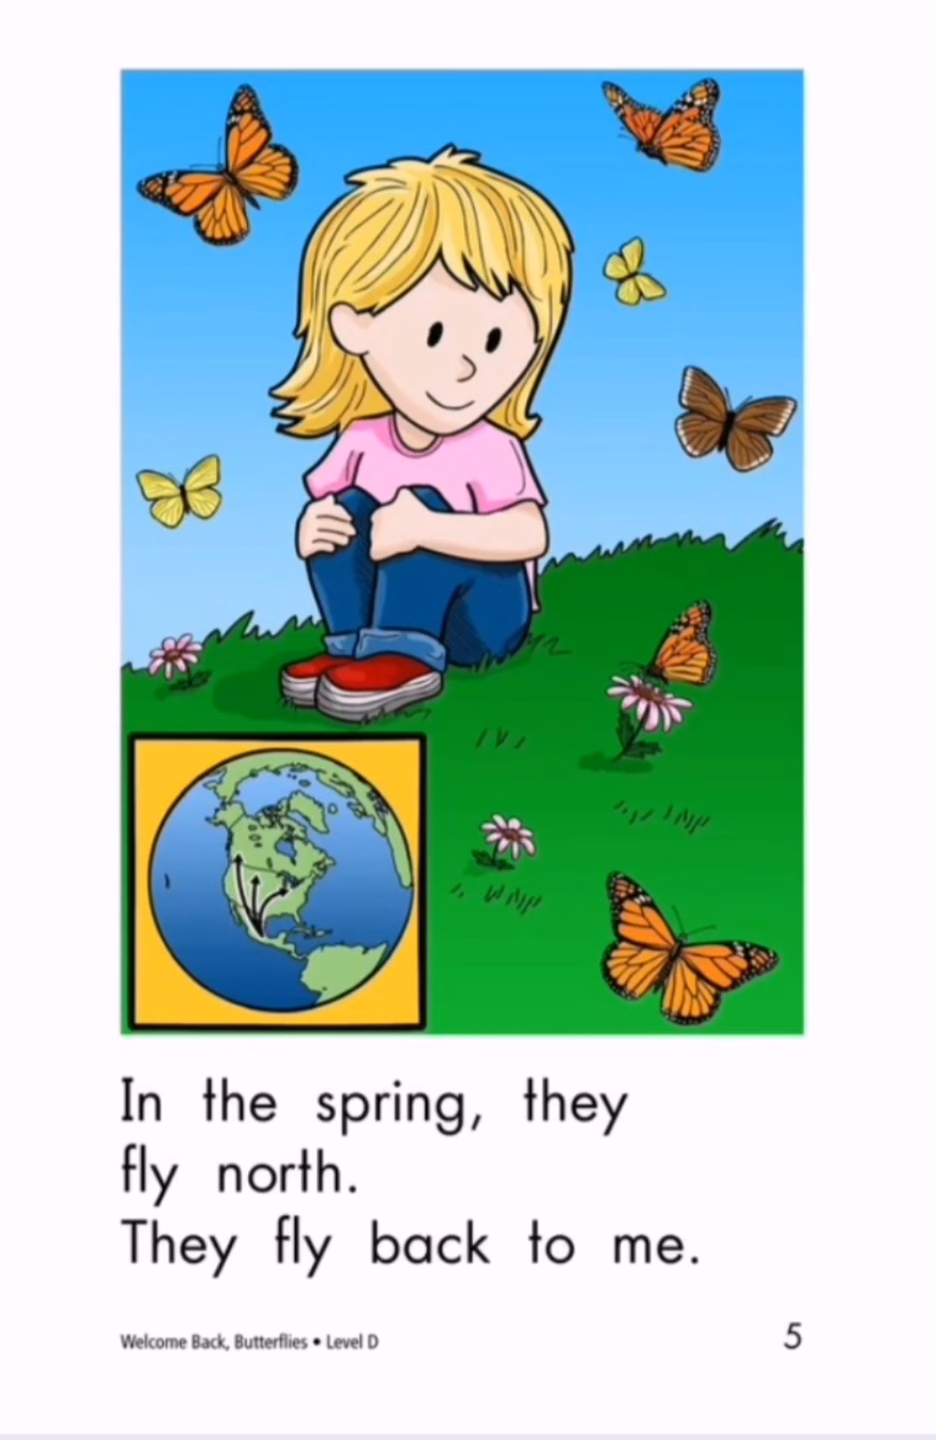 In the spring, they
fly north.
They fly back to me.
Welcome Back, Butterflies • Level D
5